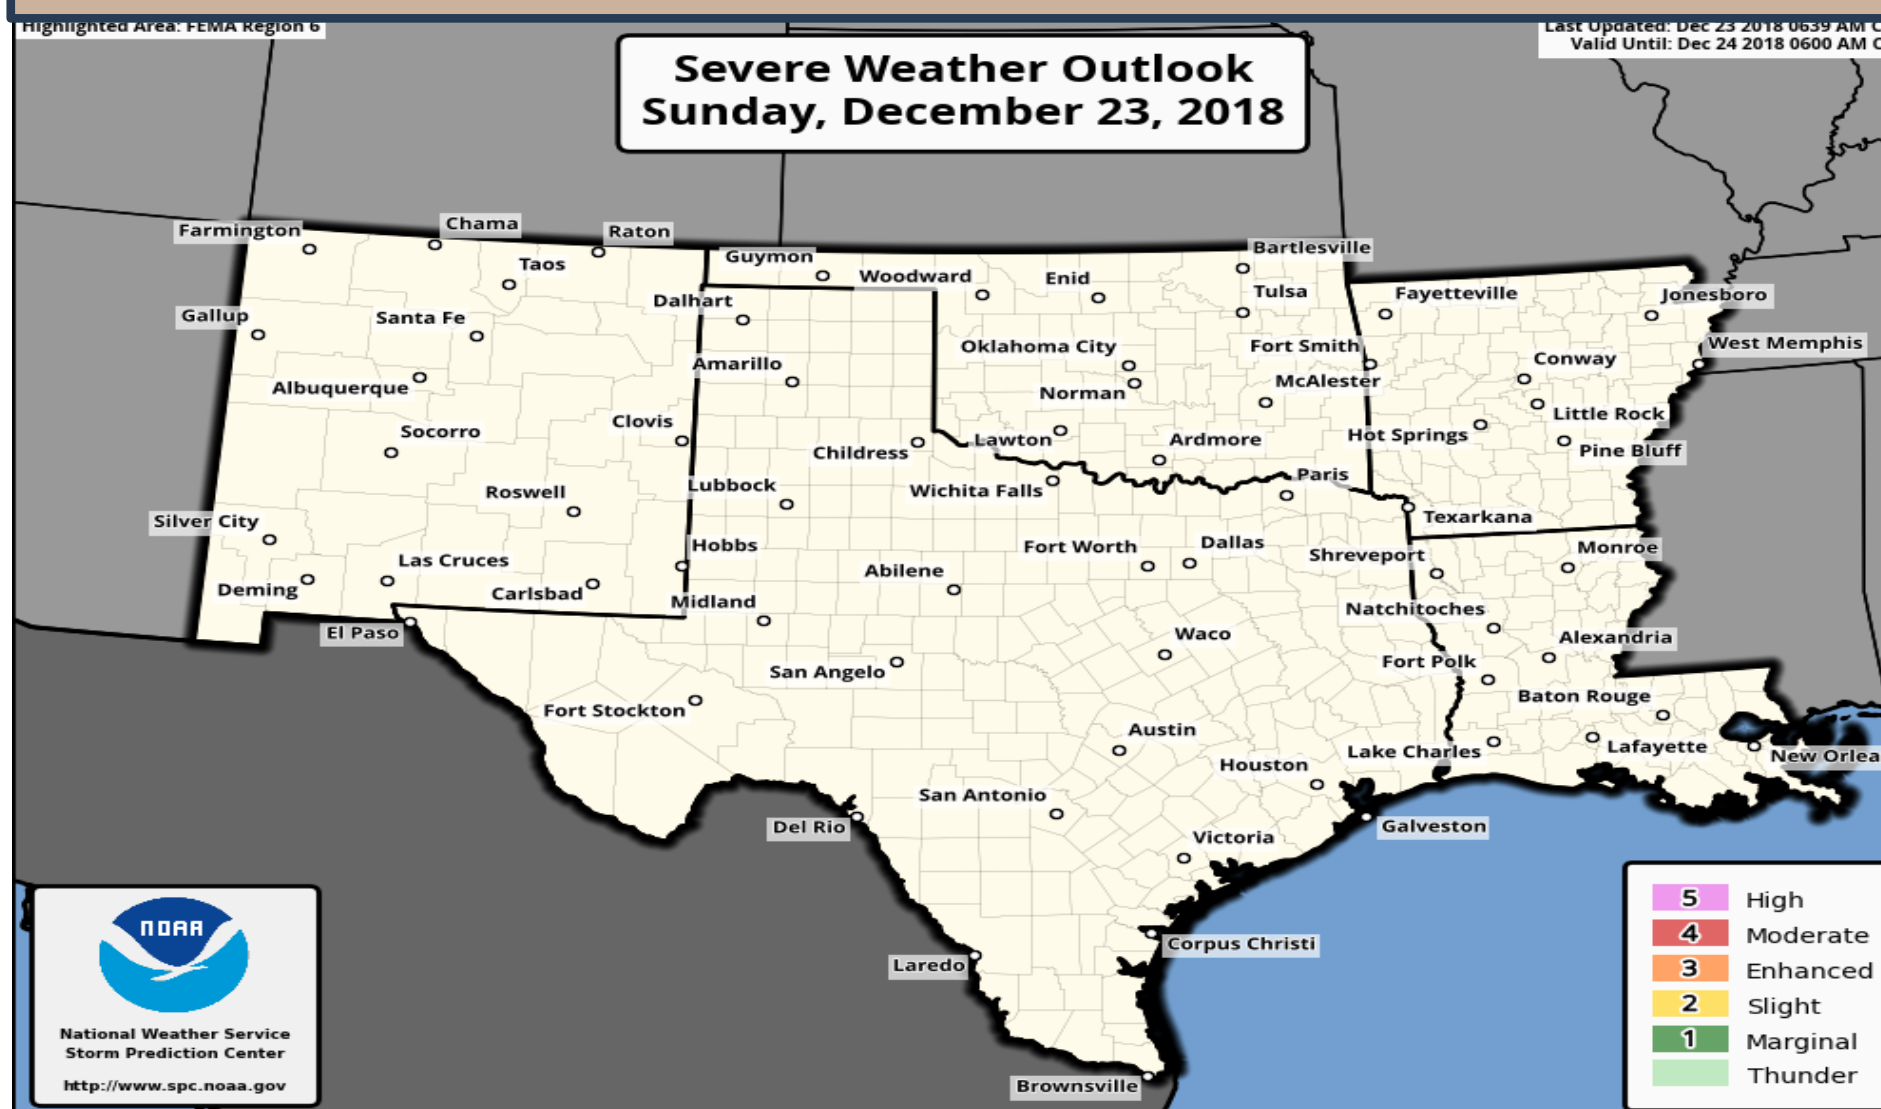 Highlighted Area: FEMA Region 6
Last Updated: Dec 23 2018 0639 AM C
Valid Until: Dec 24 2018 0600 AM C
Severe Weather Outlook
Sunday, December 23, 2018
Farmington
Chama
Raton
Taos
Guymon
Woodward
Enid
Bartlesville
Tulsa
Fayetteville
Jonesboro
Gallup
Santa Fe
Dalhart
Oklahoma City
Fort Smith
West Memphis
Albuquerque
Amarillo
Norman
McAlester
Conway
Socorro
Clovis
Childress
Lawton
Ardmore
Hot Springs
Little Rock
Pine Bluff
Roswell
Lubbock
Wichita Falls
Paris
Texarkana
Silver City
Hobbs
Fort Worth
Dallas
Shreveport
Monroe
Deming
Las Cruces
Carlsbad
Midland
Abilene
Natchitoches
El Paso
San Angelo
Waco
Fort Polk
Alexandria
Fort Stockton
Austin
Baton Rouge
Houston
Lake Charles
Lafayette
New Orlea
Del Rio
San Antonio
Victoria
Galveston
Laredo
Corpus Christi
Brownsville
NOAA
National Weather Service
Storm Prediction Center
http://www.spc.noaa.gov
5 High
4 Moderate
3 Enhanced
2 Slight
1 Marginal
Thunder